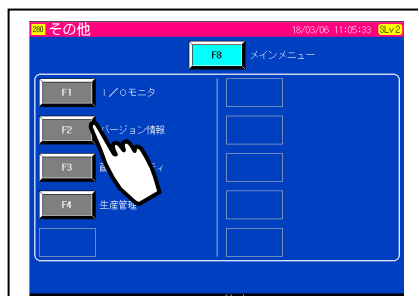 280 その他 18/03/06 11:05:33 SLv2
F8 メインメニュー
F1 I/Oモニタ
F2 バージョン情報
F3
F4 生産管理